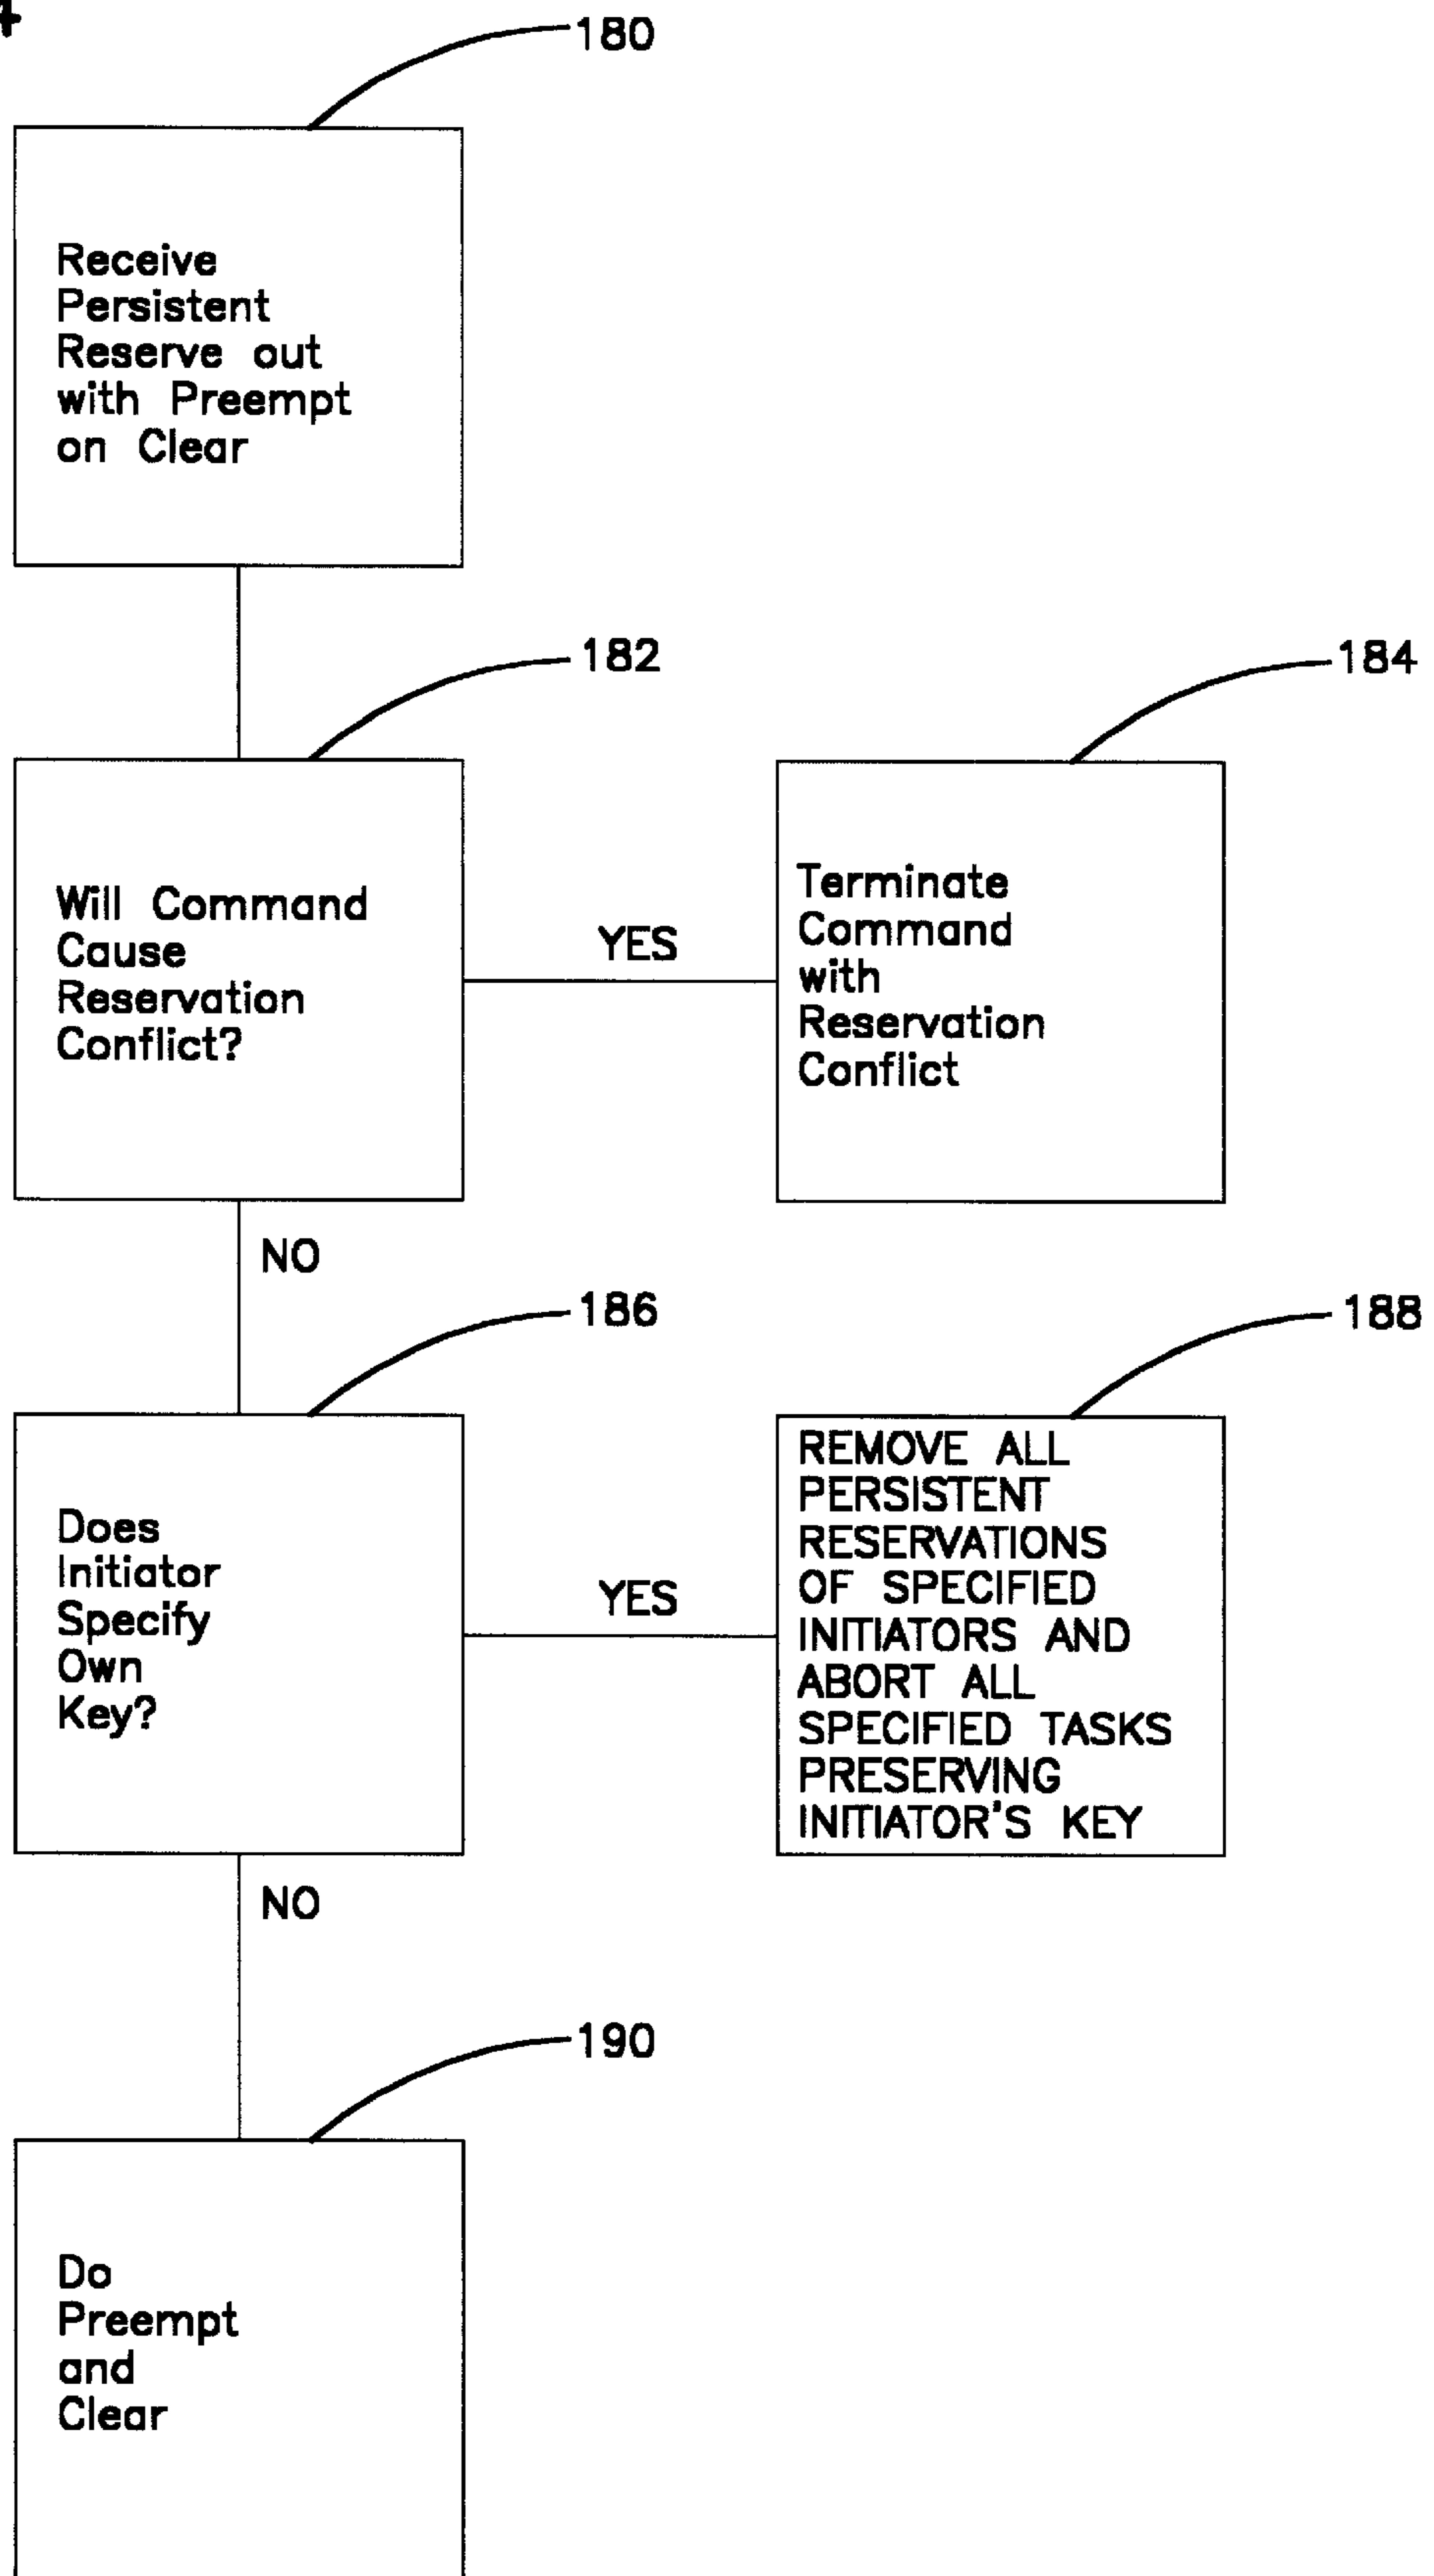 4
180
Receive
Persistent
Reserve out
with Preempt
on Clear
182
184
Will Command
Cause
Reservation
Conflict?
YES
Terminate
Command
with
Reservation
Conflict
NO
186
188
Does
Initiator
Specify
Own
Key?
YES
REMOVE ALL
PERSISTENT
RESERVATIONS
OF SPECIFIED
INITIATORS AND
ABORT ALL
SPECIFIED TASKS
PRESERVING
INITIATOR'S KEY
NO
190
Do
Preempt
and
Clear